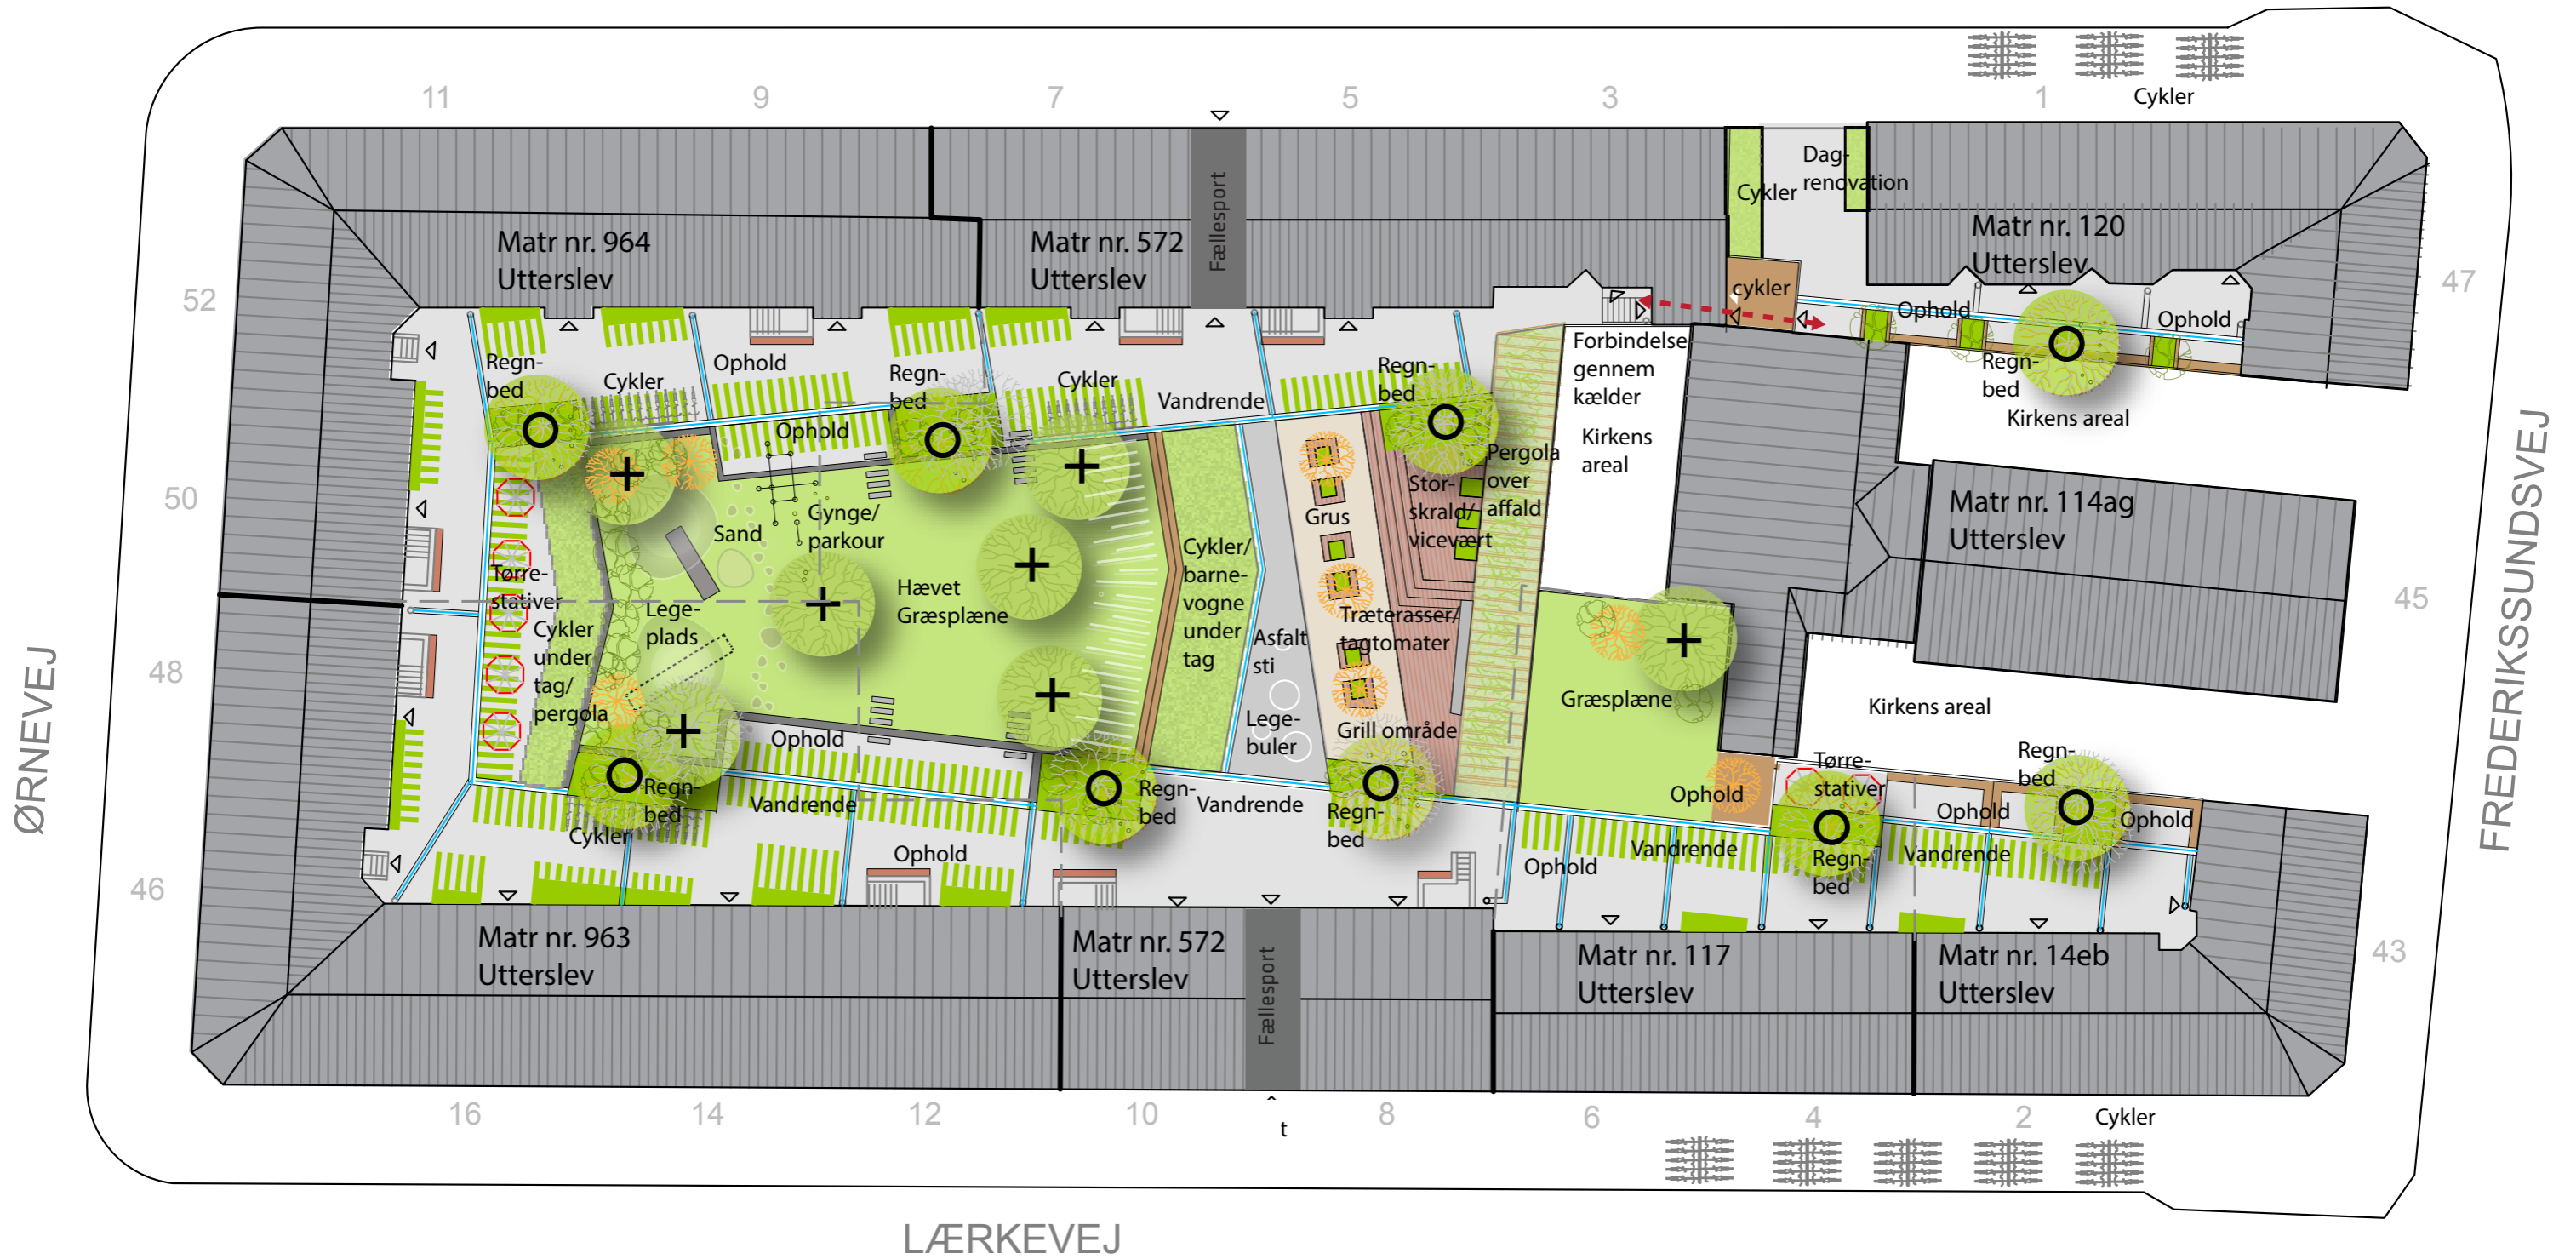 11
9
7
5
3
1
Cykler
Dag-
renovation
Cykler
Matr nr. 964
Utterslev
Matr nr. 572
Utterslev
Fællesport
Matr nr. 120
Utterslev
52
47
cykler
Ophold
Ophold
Regn-
bed
Cykler
Ophold
Regn-
bed
Cykler
Vandrende
Regn-
bed
Forbindelse
gennem
kælder
Kirkens
areal
Regn-
bed
Kirkens areal
Ophold
Pergola
over
affald
50
Sand
Gynge/
parkour
Grus
Stor-
skrald/
vicevært
Matr nr. 114ag
Utterslev
Tørre-
stativer
Cykler
under
tag/
pergola
Lege-
plads
Hævet
Græsplæne
Cykler/
barne-
vogne
under
tag
Asfalt
sti
Træterasser/
tagtomater
45
ØRNEVEJ
48
FREDERIKSSUNDSVEJ
Græsplæne
Kirkens areal
Lege-
buler
Grill område
Ophold
Regn-
bed
Vandrende
Cykler
Regn-
bed
Vandrende
Regn-
bed
Ophold
Tørre-
stativer
Regn-
bed
Ophold
Ophold
46
Ophold
Ophold
Vandrende
Regn-
bed
Vandrende
Matr nr. 963
Utterslev
Matr nr. 572
Utterslev
Fællesport
Matr nr. 117
Utterslev
Matr nr. 14eb
Utterslev
43
16
14
12
10
8
6
4
2
Cykler
t
LÆRKEVEJ